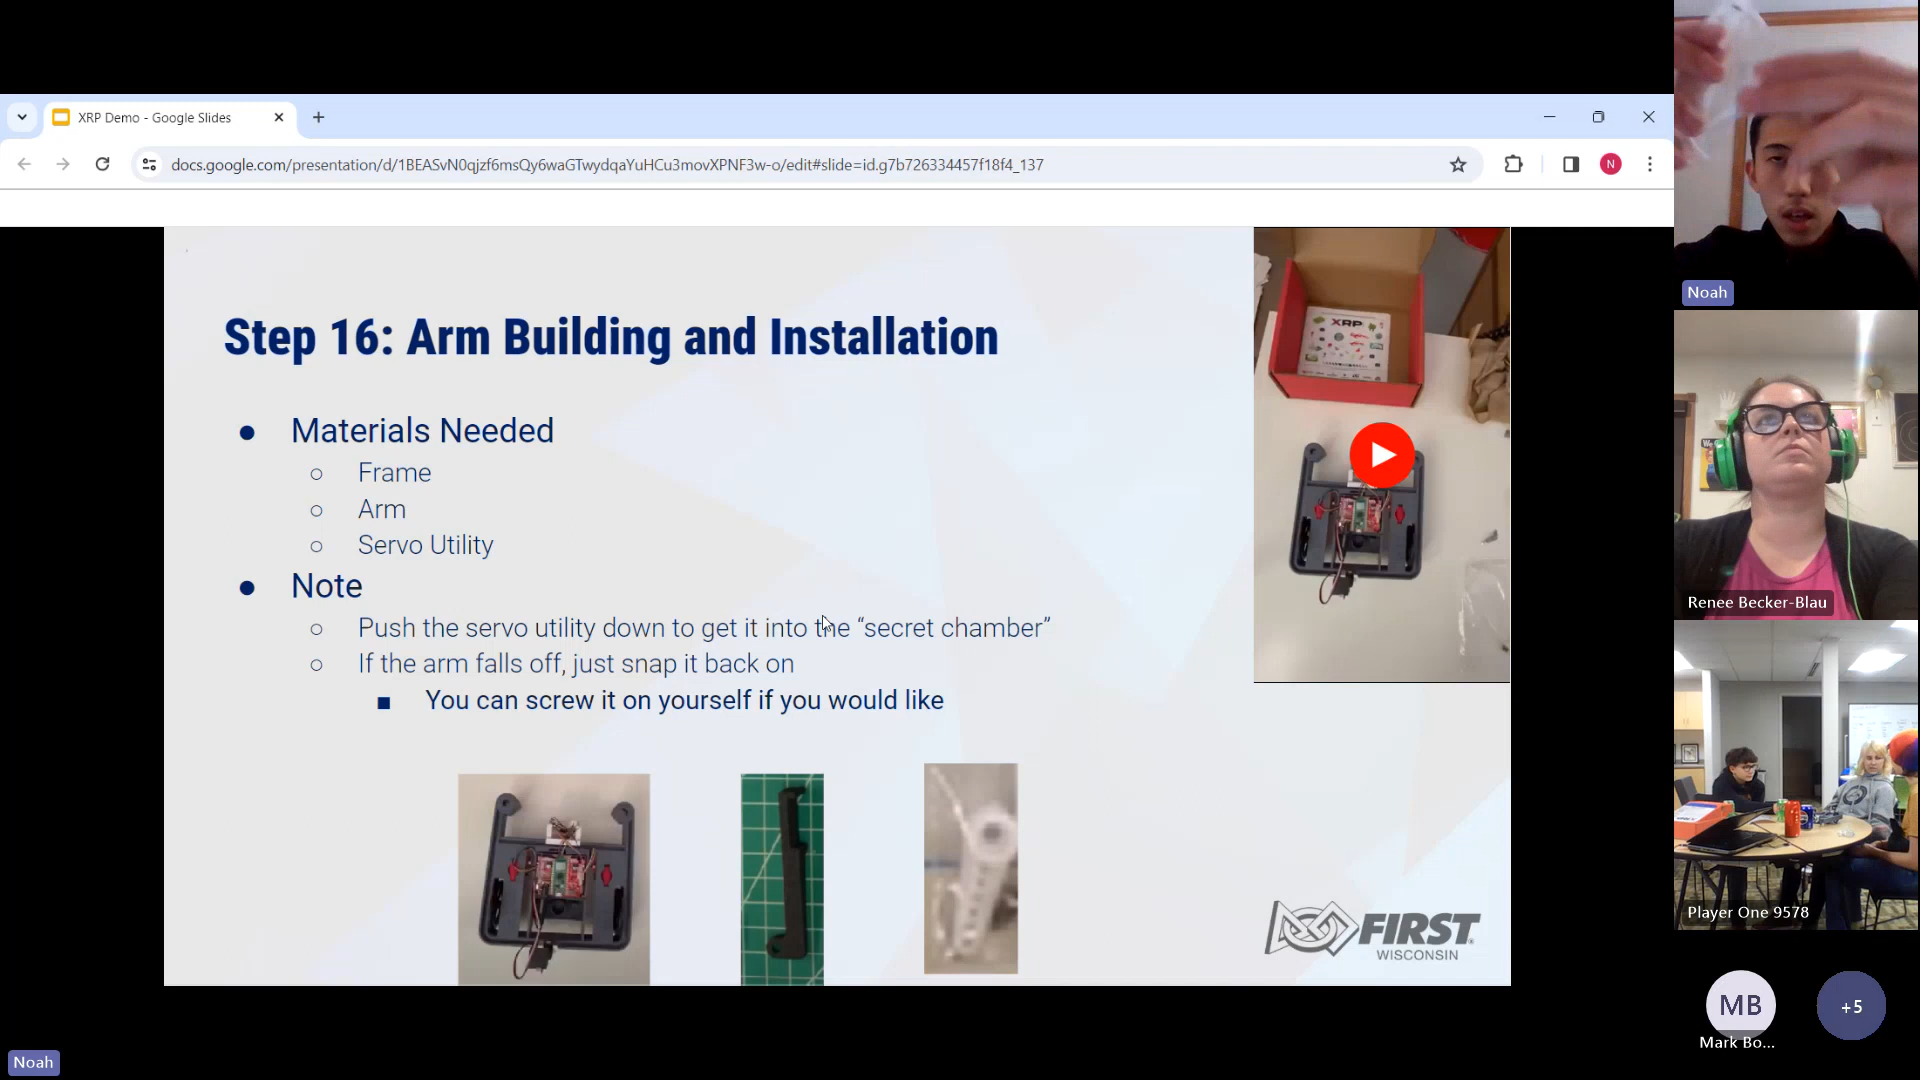 XRP Demo - Google Slides
docs.google.com/presentation/d/1BEASvN0qjzf6msQy6waGTwydqaYuHCu3movXPNF3w-o/edit#slide=id.g7b726334457f18f4_137
N
Step 16: Arm Building and Installation
Materials Needed
Frame
Arm
Servo Utility
Note
Push the servo utility down to get it into the “secret chamber”
If the arm falls off, just snap it back on
You can screw it on yourself if you would like
XRP
FIRST
WISCONSIN
Noah
Renee Becker-Blau
Player One 9578
MB
+5
Mark Bo...
Noah